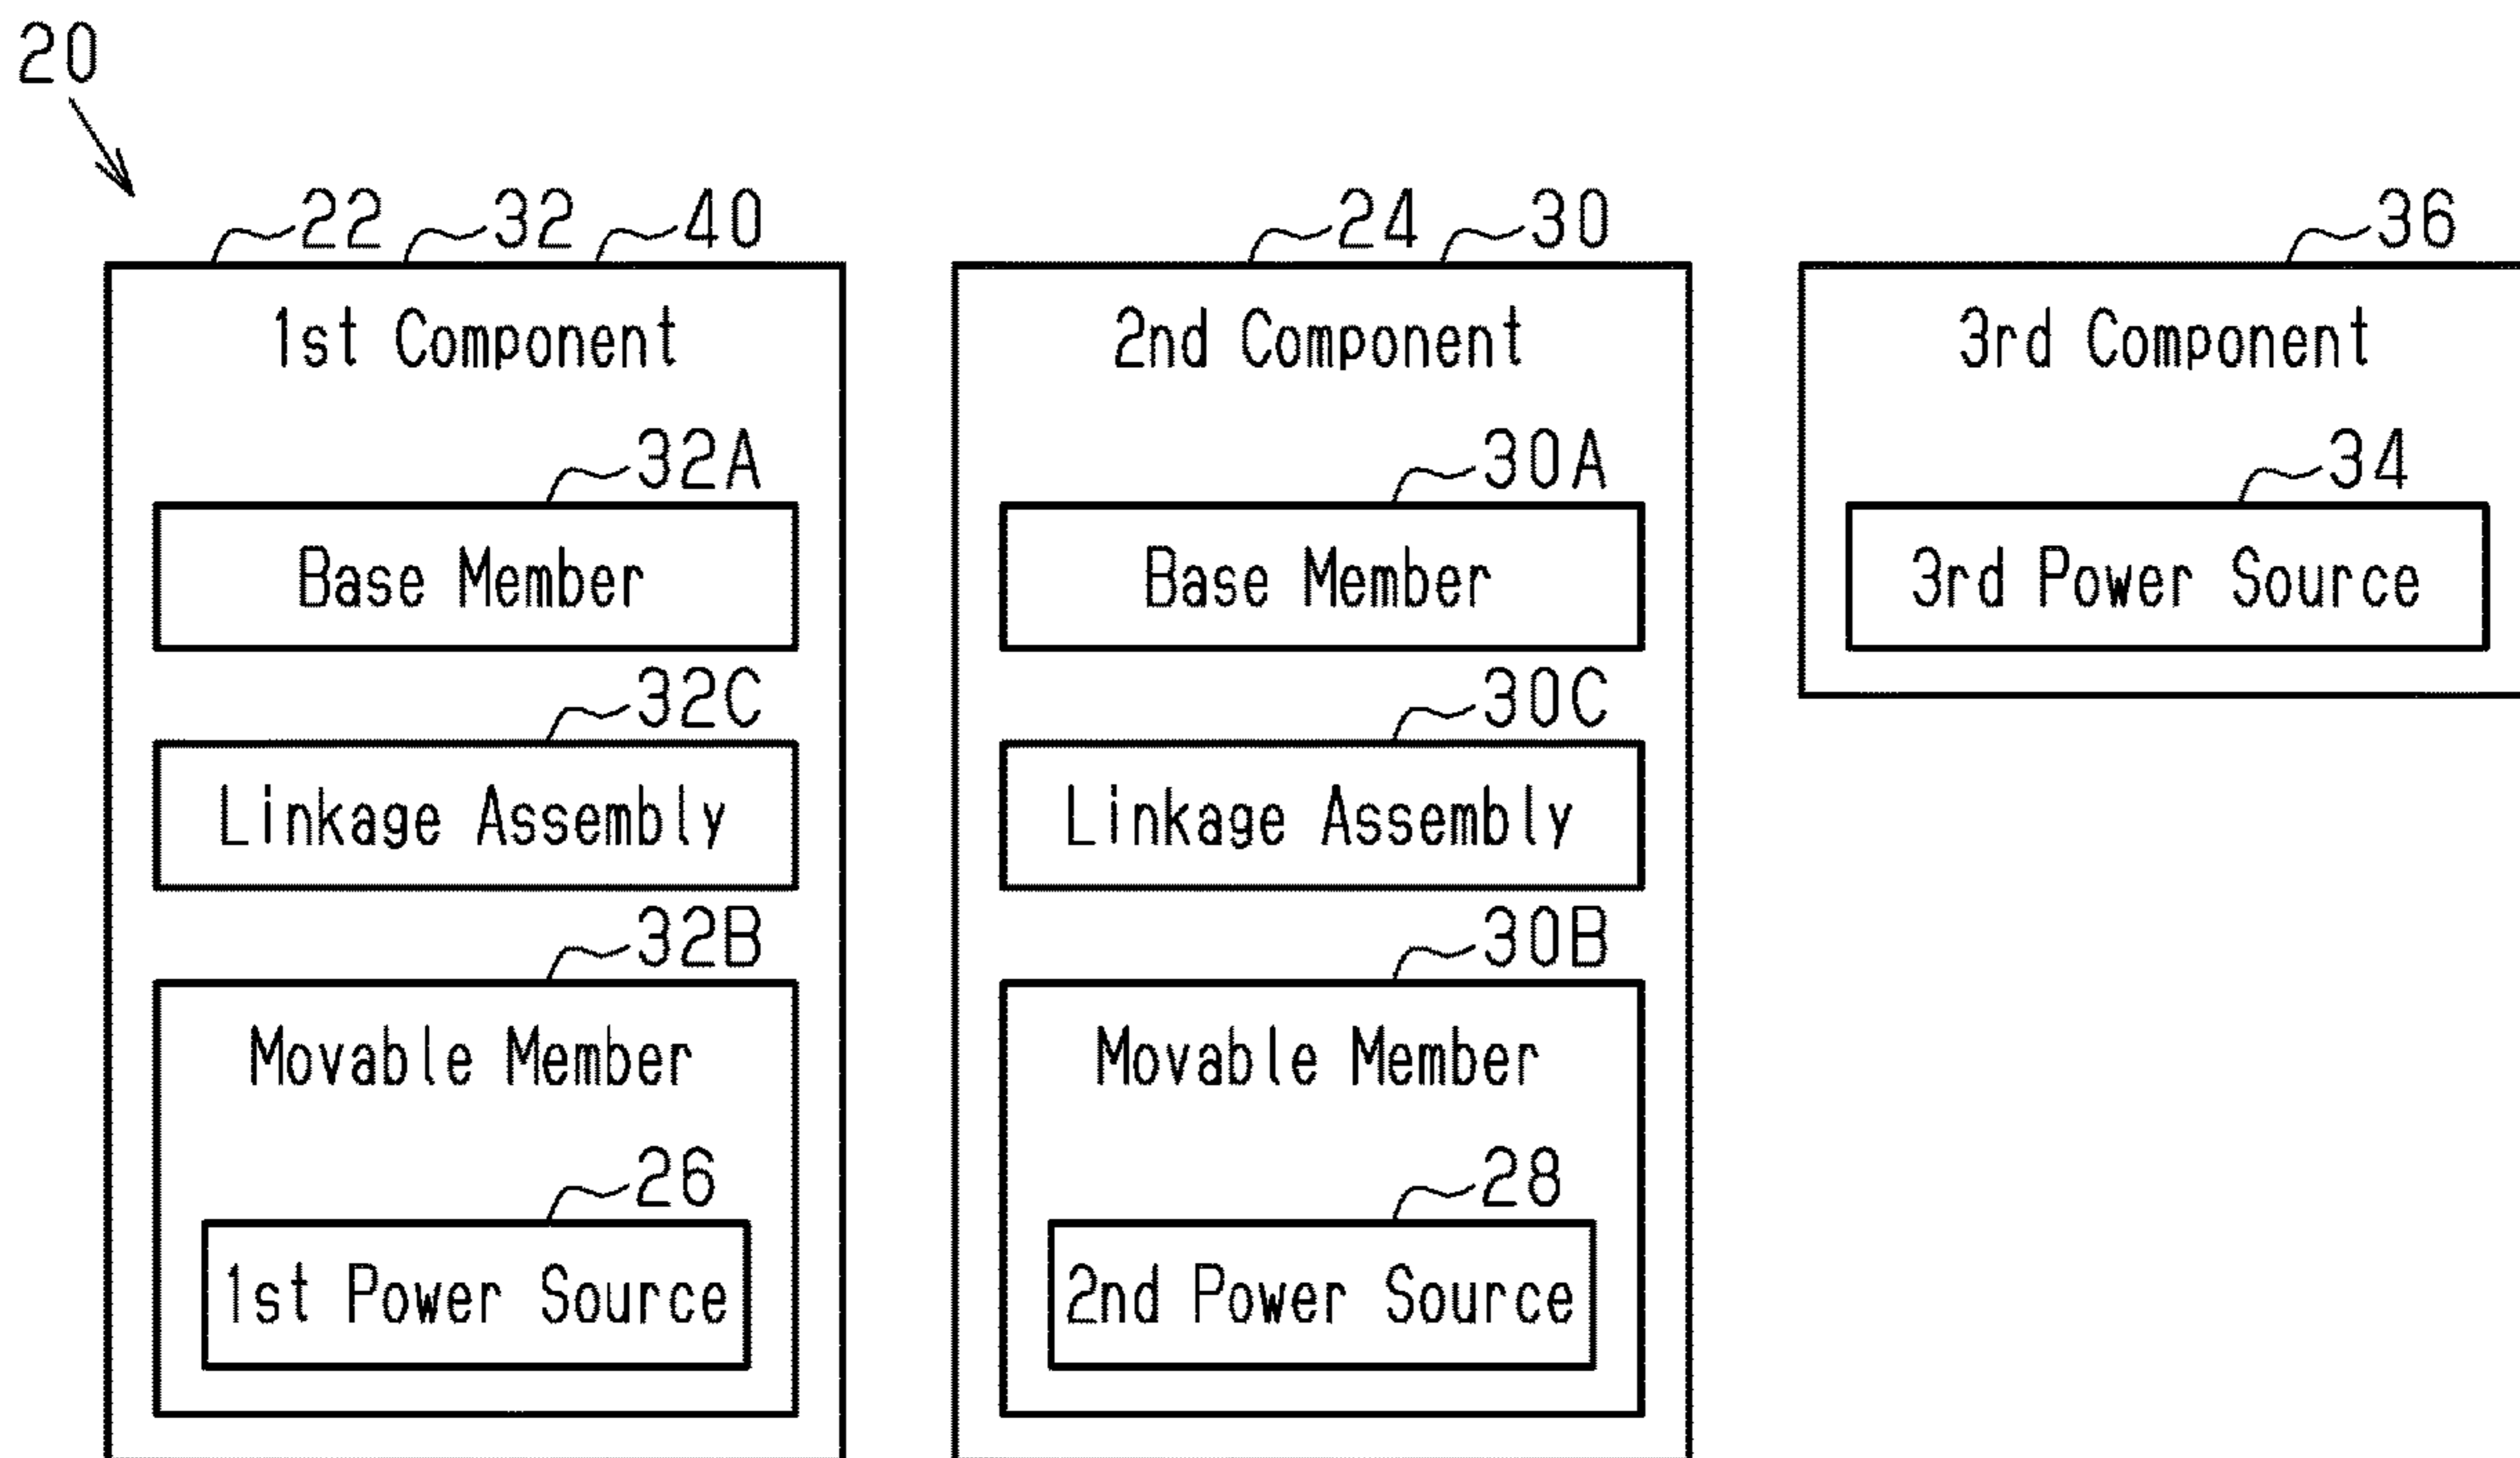 20
22 32 40
1st Component
32A
Base Member
32C
Linkage Assembly
32B
Movable Member
26
1st Power Source
24 30
2nd Component
30A
Base Member
30C
Linkage Assembly
30B
Movable Member
28
2nd Power Source
36
3rd Component
34
3rd Power Source